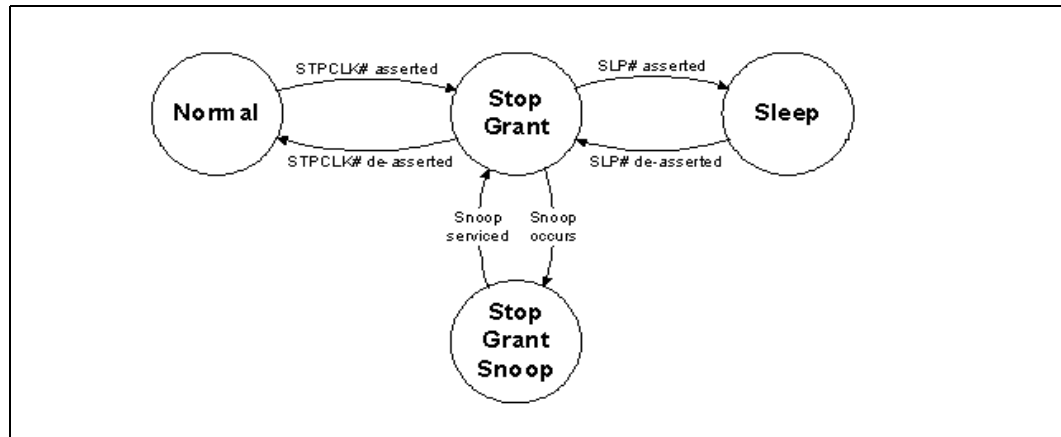 STPCLK# asserted
SLP# asserted
Normal
Stop
Grant
Sleep
STPCLK# de-asserted
SLP# de-asserted
Snoop
serviced
Snoop
occurs
Stop
Grant
Snoop